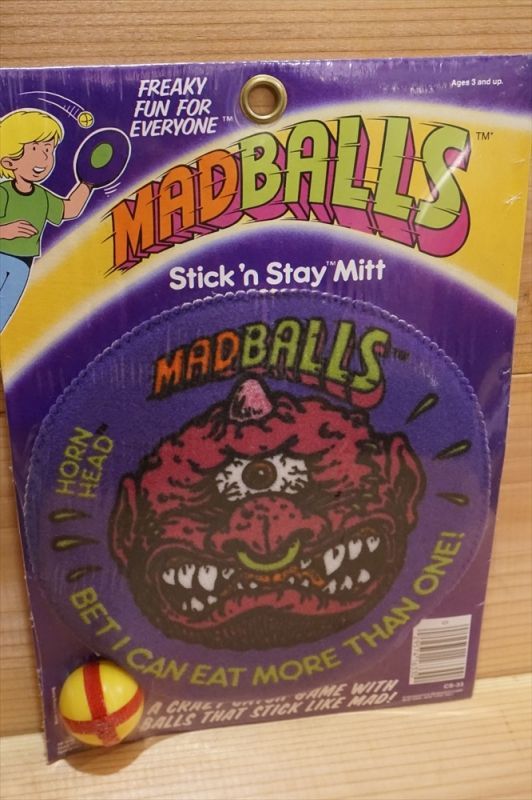 FREAKY
FUN FOR
EVERYONE™
Ages 3 and up.
MADBALLS™
Stick 'n Stay™ Mitt
MADBALLS™
HORN
HEAD™
BET I CAN EAT MORE THAN ONE!
A CRAZY CATCH GAME WITH
BALLS THAT STICK LIKE MAD!